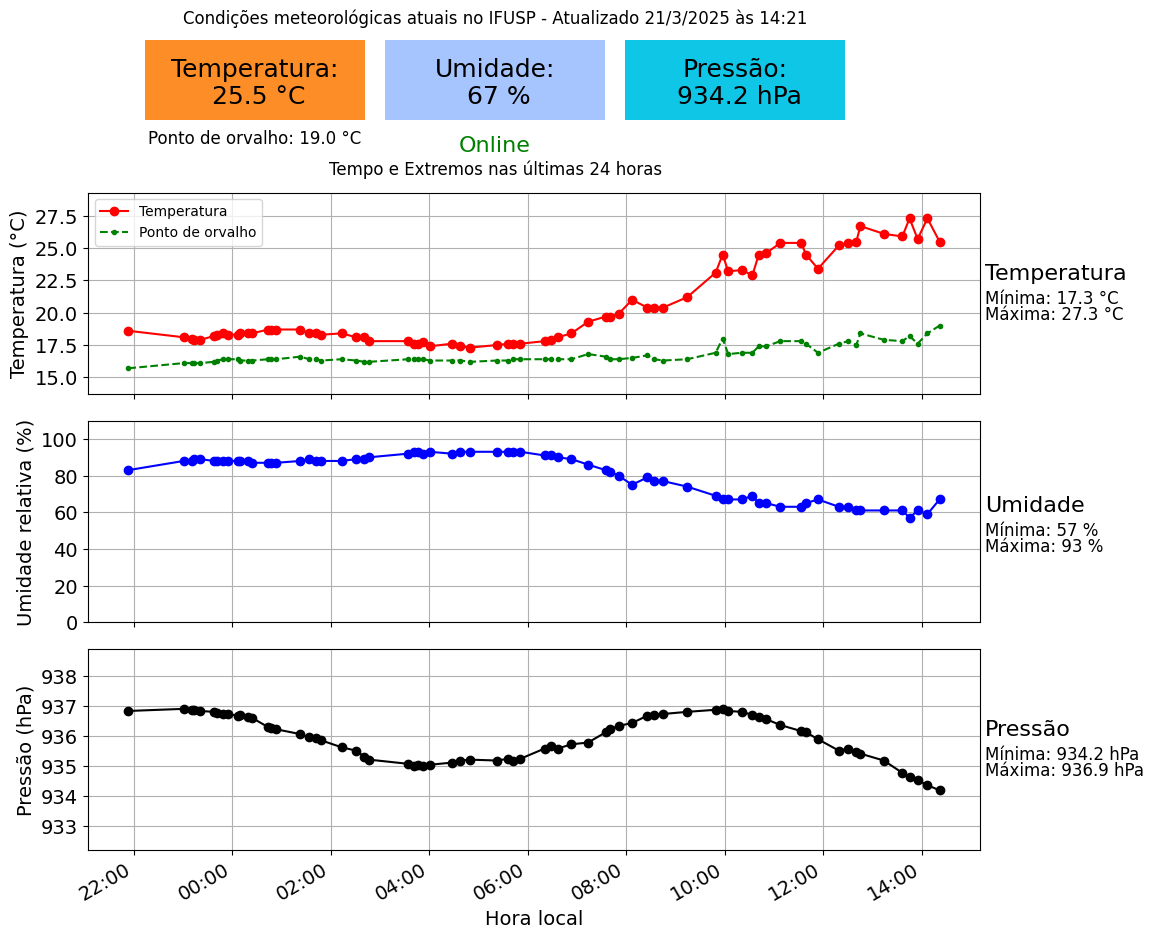 Condições meteorológicas atuais no IFUSP - Atualizado 21/3/2025 às 14:21
Temperatura:
25.5 °C
Umidade:
67 %
Pressão:
934.2 hPa
Ponto de orvalho: 19.0 °C
Online
Tempo e Extremos nas últimas 24 horas
Temperatura (°C)
27.5
25.0
22.5
20.0
17.5
15.0
Temperatura
Ponto de orvalho
Temperatura
Mínima: 17.3 °C
Máxima: 27.3 °C
Umidade relativa (%)
100
80
60
40
20
0
Umidade
Mínima: 57 %
Máxima: 93 %
Pressão (hPa)
938
937
936
935
934
933
Pressão
Mínima: 934.2 hPa
Máxima: 936.9 hPa
22:00
00:00
02:00
04:00
06:00
08:00
10:00
12:00
14:00
Hora local